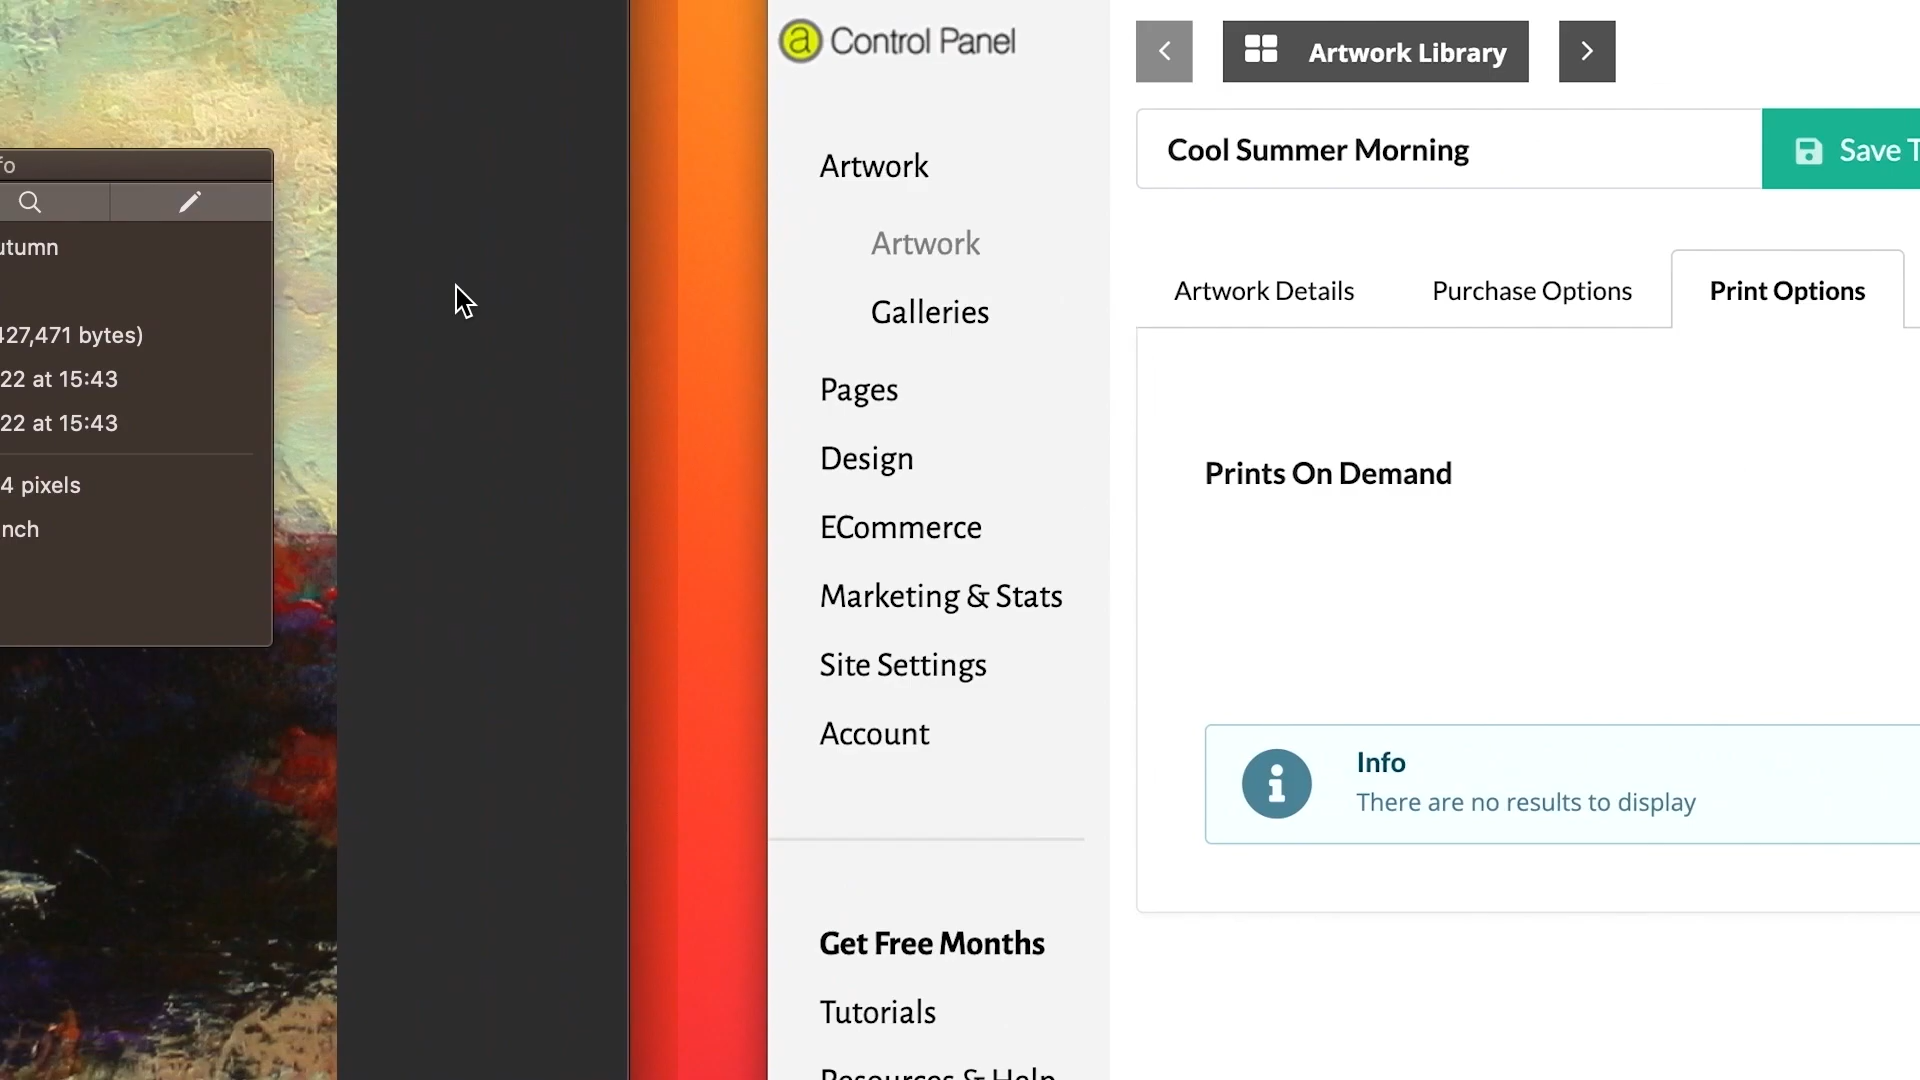 fo
utumn
427,471 bytes)
22 at 15:43
22 at 15:43
4 pixels
nch
a Control Panel
Artwork
Artwork
Galleries
Pages
Design
ECommerce
Marketing & Stats
Site Settings
Account
Get Free Months
Tutorials
Resources & Help
Artwork Library
Cool Summer Morning
Save T
Artwork Details
Purchase Options
Print Options
Prints On Demand
Info
There are no results to display